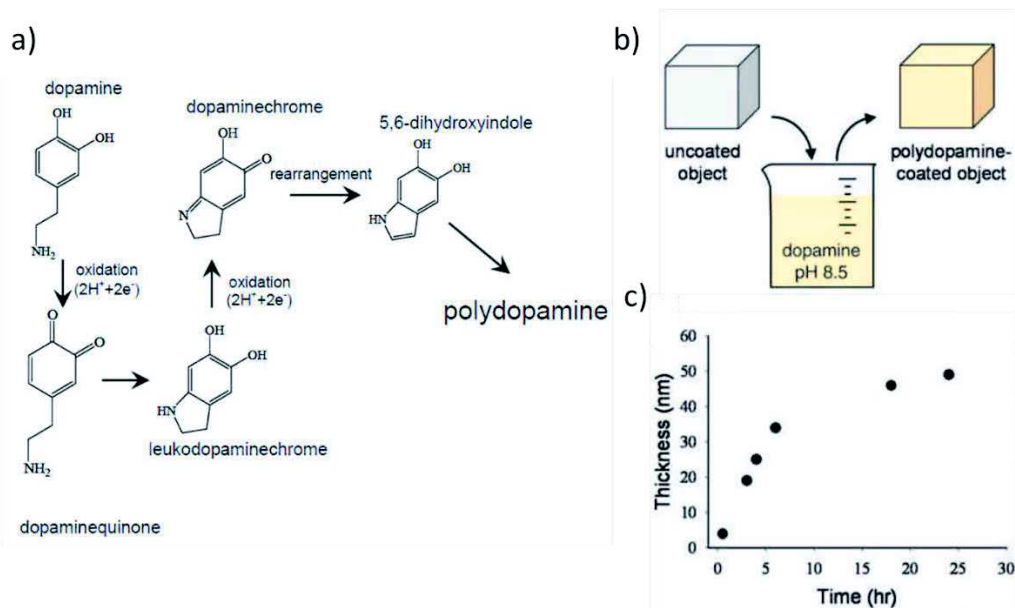 a)
dopamine
OH
OH
NH₂
oxidation
(2H⁺+2e⁻)
O
O
NH₂
dopaminequinone
OH
OH
HN
leukodopaminechrome
oxidation
(2H⁺+2e⁻)
dopaminechrome
OH
O
N
rearrangement
5,6-dihydroxyindole
OH
OH
HN
polydopamine
b)
uncoated
object
polydopamine-
coated object
dopamine
pH 8.5
c)
Thickness (nm)
60
50
40
30
20
10
0
0 5 10 15 20 25 30
Time (hr)